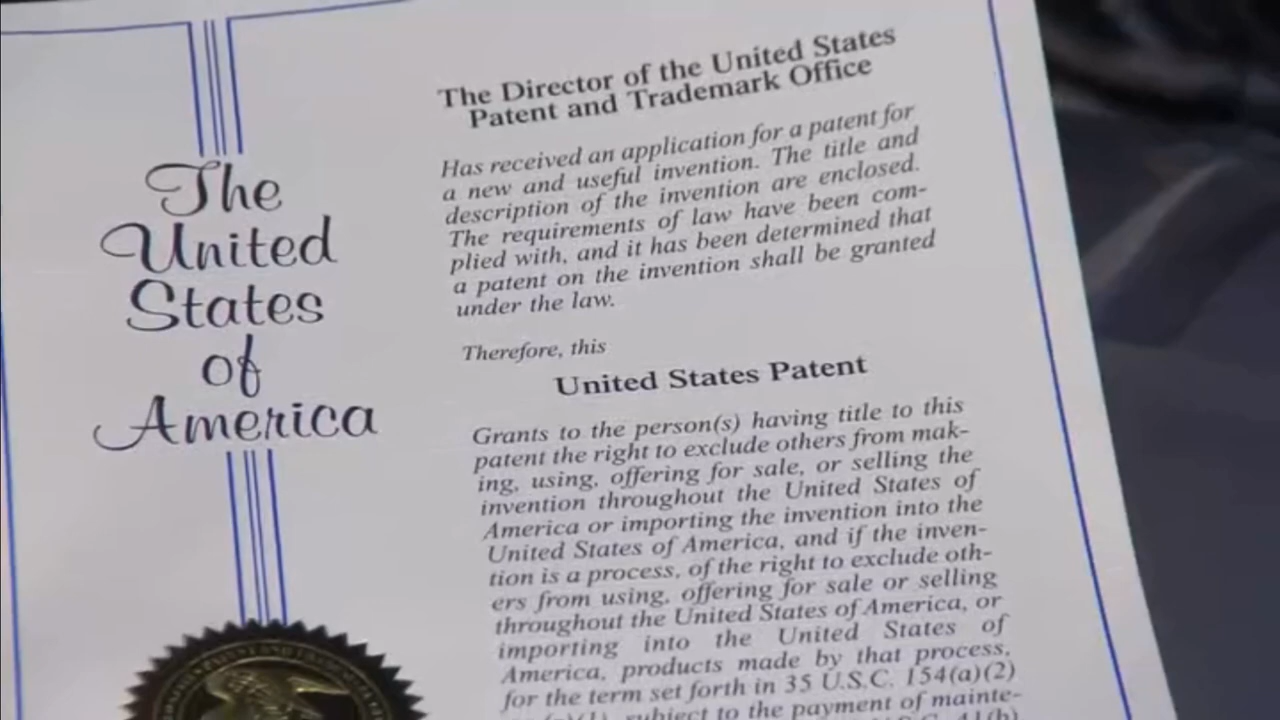 The
United
States
of
America
The Director of the United States
Patent and Trademark Office
Has received an application for a patent for
a new and useful invention. The title and
description of the invention are enclosed.
The requirements of law have been com-
plied with, and it has been determined that
a patent on the invention shall be granted
under the law.
Therefore, this
United States Patent
Grants to the person(s) having title to this
patent the right to exclude others from mak-
ing, using, offering for sale, or selling the
invention throughout the United States of
America or importing the invention into the
United States of America, and if the inven-
tion is a process, of the right to exclude oth-
ers from using, offering for sale or selling
throughout the United States of America, or
importing into the United States of
America, products made by that process,
for the term set forth in 35 U.S.C. 154(a)(2)
subject to the payment of mainte-